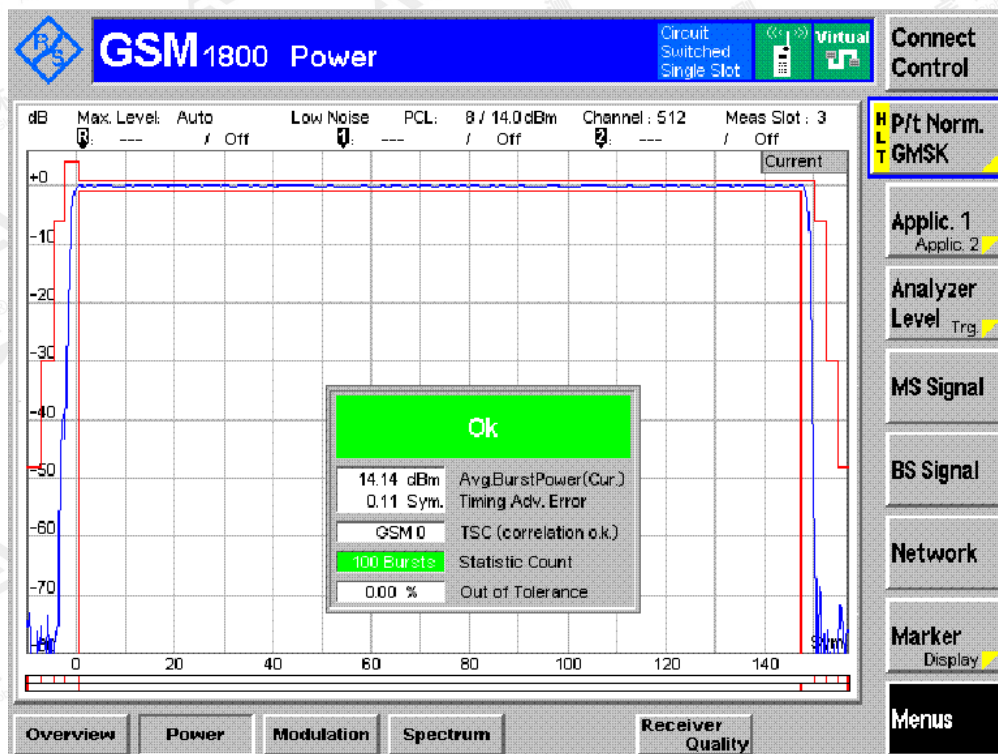 R S
GSM 1800 Power
Circuit Switched Single Slot
Virtual
Connect Control
dB Max. Level: Auto Low Noise PCL: 8 / 14.0 dBm Channel : 512 Meas Slot : 3
R : --- / Off 1 : --- / Off 2 : --- / Off
Current
H L T
P/t Norm. GMSK
Applic. 1
Applic. 2
Analyzer Level Trg.
MS Signal
BS Signal
Network
Marker
Display
Menus
+0
-10
-20
-30
-40
-50
-60
-70
Ok
14.14 dBm Avg.BurstPower(Cur.)
0.11 Sym. Timing Adv. Error
GSM 0 TSC (correlation o.k.)
100 Bursts Statistic Count
0.00 % Out of Tolerance
0 20 40 60 80 100 120 140
Sym
Overview Power Modulation Spectrum Receiver Quality